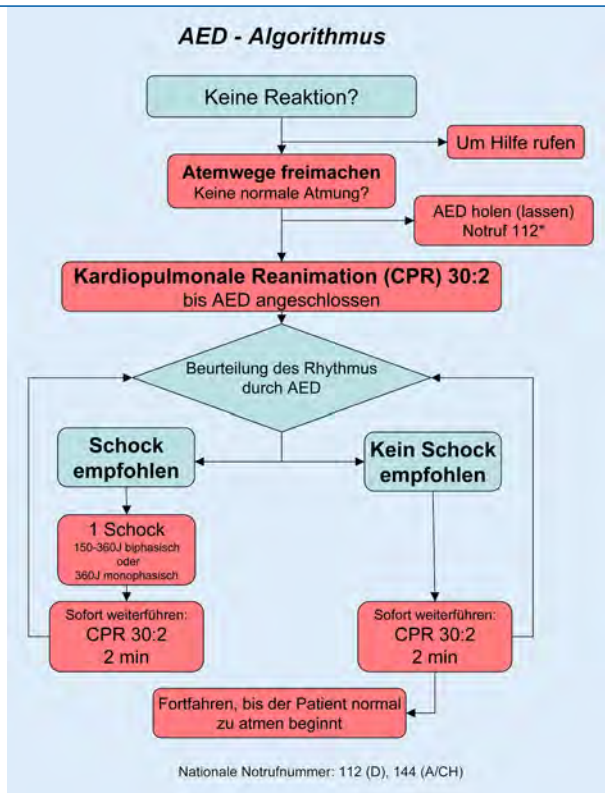 AED - Algorithmus
Keine Reaktion?
Um Hilfe rufen
Atemwege freimachen
Keine normale Atmung?
AED holen (lassen)
Notruf 112*
Kardiopulmonale Reanimation (CPR) 30:2
bis AED angeschlossen
Beurteilung des Rhythmus
durch AED
Schock
empfohlen
Kein Schock
empfohlen
1 Schock
150-360J biphasisch
oder
360J monophasisch
Sofort weiterführen:
CPR 30:2
2 min
Sofort weiterführen:
CPR 30:2
2 min
Fortfahren, bis der Patient normal
zu atmen beginnt
Nationale Notrufnummer: 112 (D), 144 (A/CH)